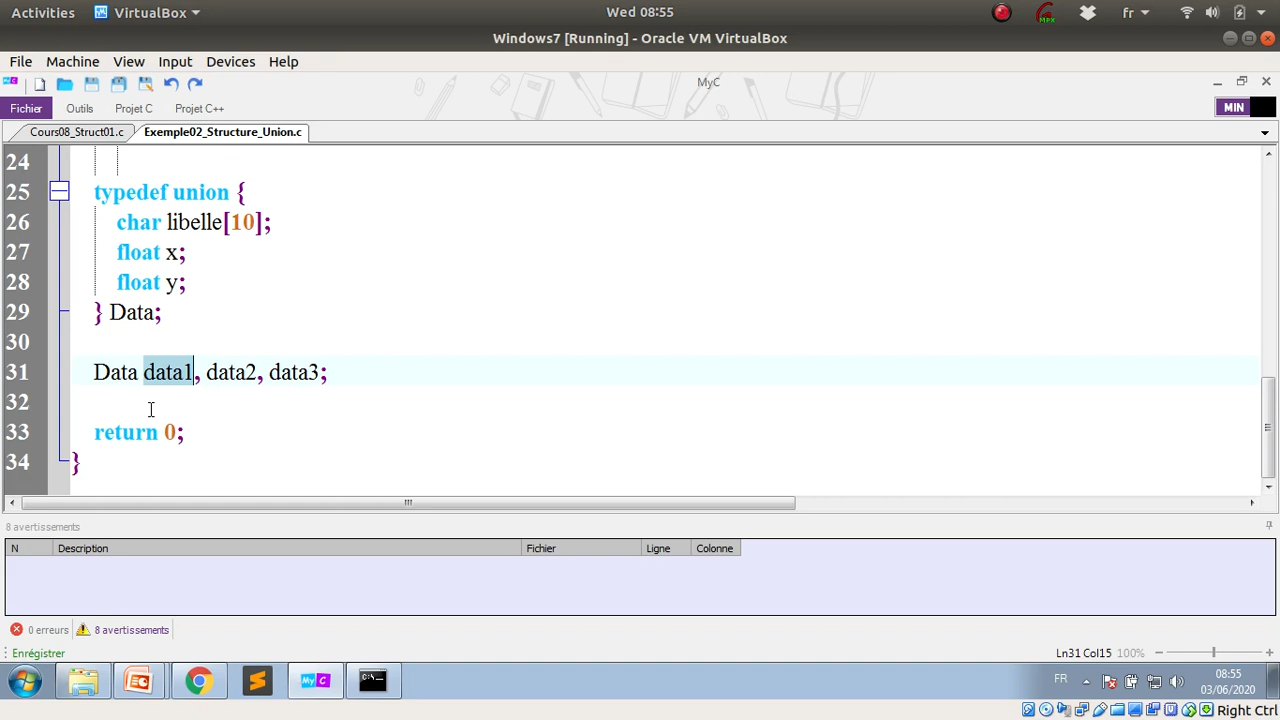 Activities VirtualBox Wed 08:55 fr
Windows7 [Running] - Oracle VM VirtualBox
File Machine View Input Devices Help
MyC
Fichier Outils Projet C Projet C++ MIN
Cours08_Struct01.c Exemple02_Structure_Union.c
24
25 typedef union {
26 char libelle[10];
27 float x;
28 float y;
29 } Data;
30
31 Data data1, data2, data3;
32
33 return 0;
34 }
8 avertissements
N Description Fichier Ligne Colonne
0 erreurs 8 avertissements
Enrégistrer Ln31 Col15 100%
My C FR 08:55
03/06/2020
Right Ctrl